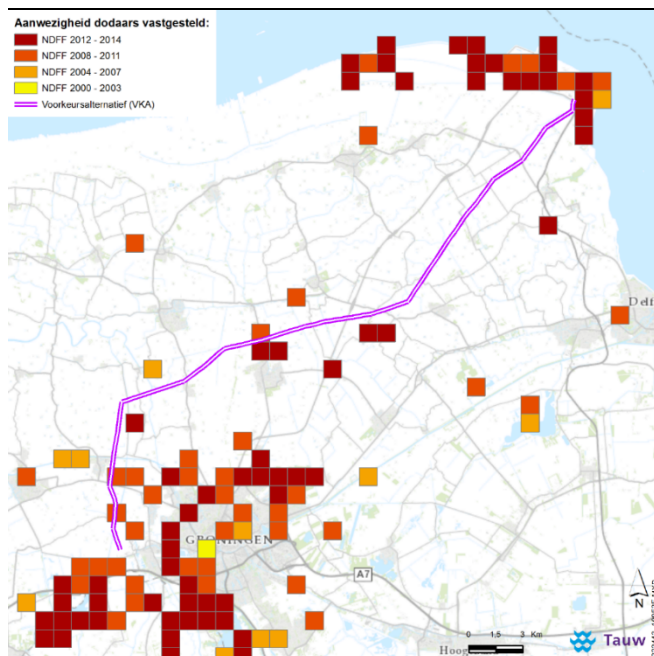 Aanwezigheid dodaars vastgesteld:
NDFF 2012 - 2014
NDFF 2008 - 2011
NDFF 2004 - 2007
NDFF 2000 - 2003
Voorkeursalternatief (VKA)
Delf
GRONINGEN
A7
N
0 1,5 3 Km
Hoog
Tauw